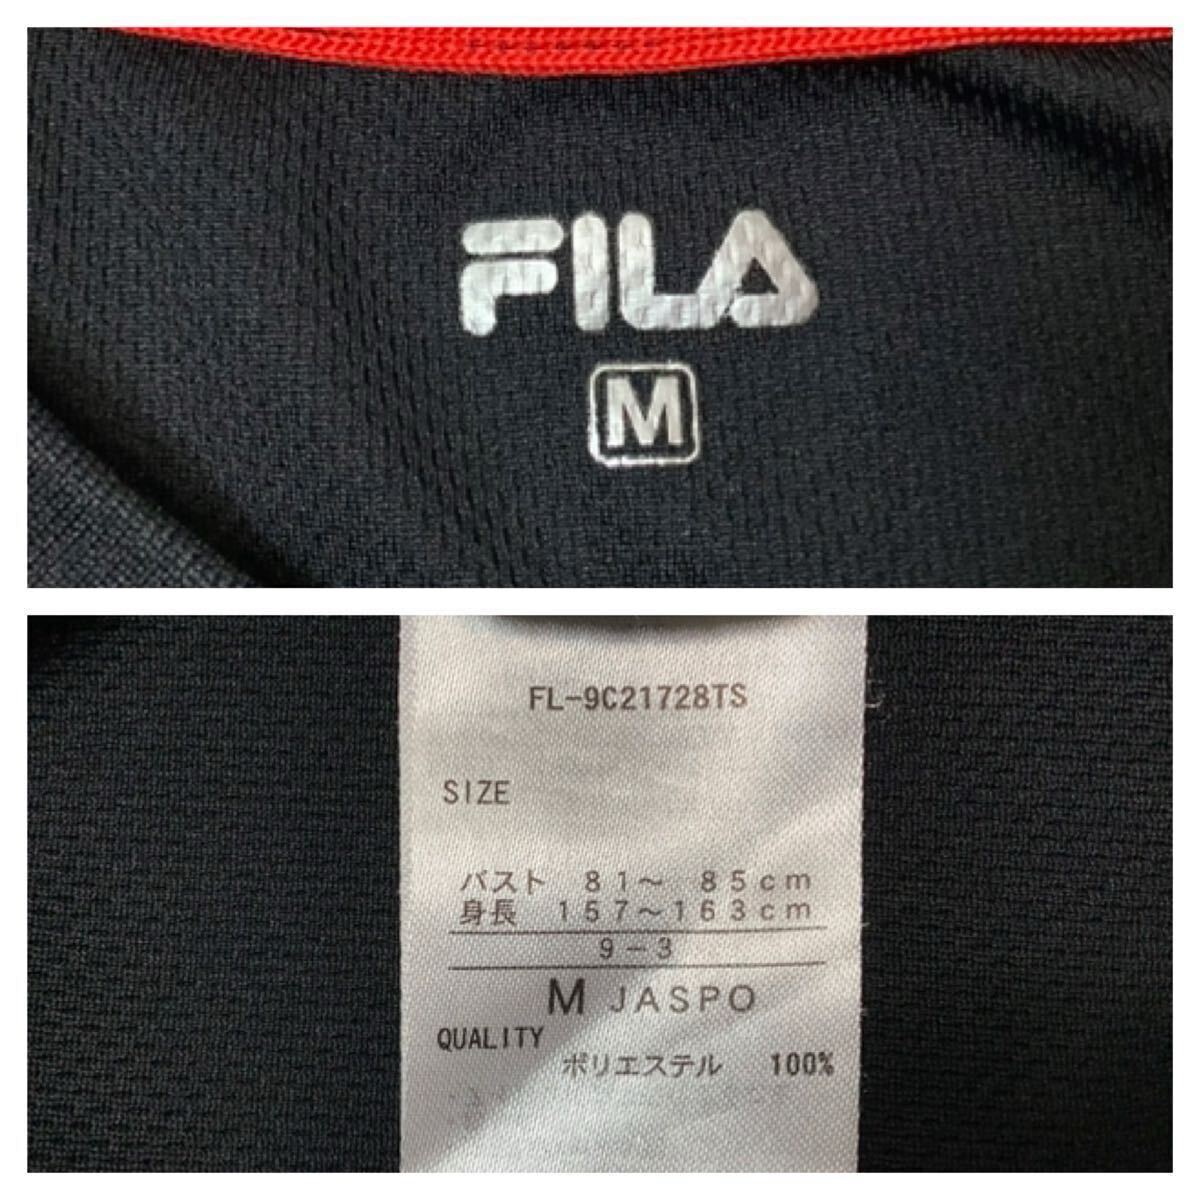 FILA
M
FL-9C21728TS
SIZE
バスト 81〜 85cm
身長 157〜163cm
9-3
M JASPO
QUALITY
ポリエステル 100%